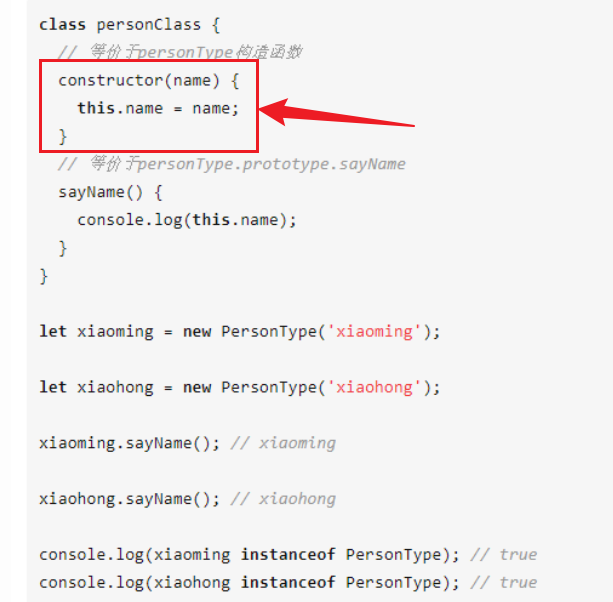 class personClass {
// 等价于personType构造函数
constructor(name) {
this.name = name;
}
// 等价于personType.prototype.sayName
sayName() {
console.log(this.name);
}
}
let xiaoming = new PersonType('xiaoming');
let xiaohong = new PersonType('xiaohong');
xiaoming.sayName(); // xiaoming
xiaohong.sayName(); // xiaohong
console.log(xiaoming instanceof PersonType); // true
console.log(xiaohong instanceof PersonType); // true